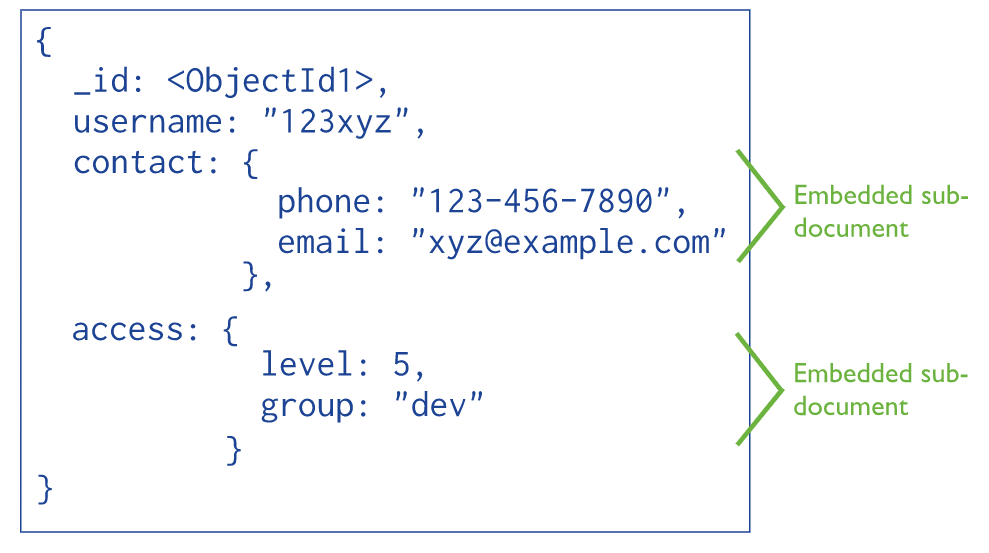 {
_id: <ObjectId1>,
username: "123xyz",
contact: {
phone: "123-456-7890",
email: "xyz@example.com"
},
Embedded sub-
document
access: {
level: 5,
group: "dev"
}
Embedded sub-
document
}